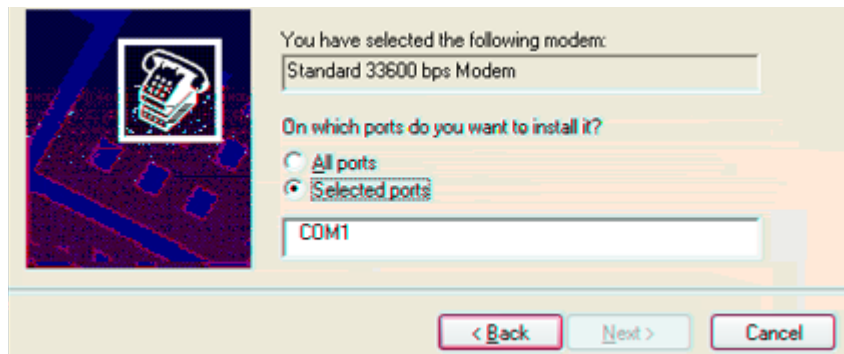 You have selected the following modem:
Standard 33600 bps Modem
On which ports do you want to install it?
All ports
Selected ports
COM1
< Back Next > Cancel